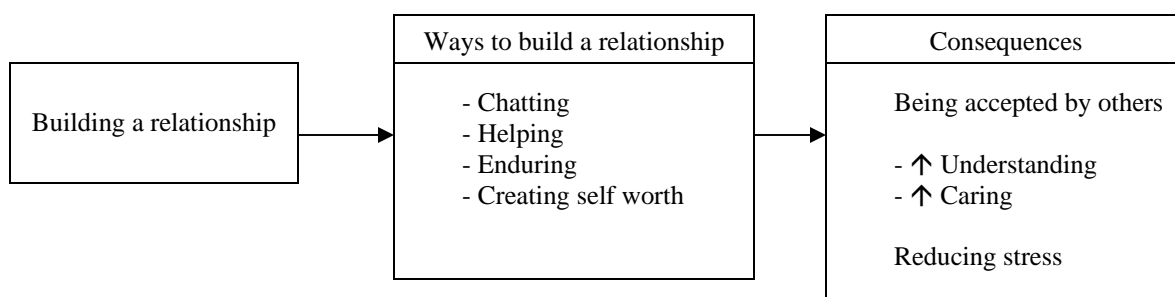 Building a relationship
Ways to build a relationship
- Chatting
- Helping
- Enduring
- Creating self worth
Consequences
Being accepted by others
- ↑ Understanding
- ↑ Caring
Reducing stress